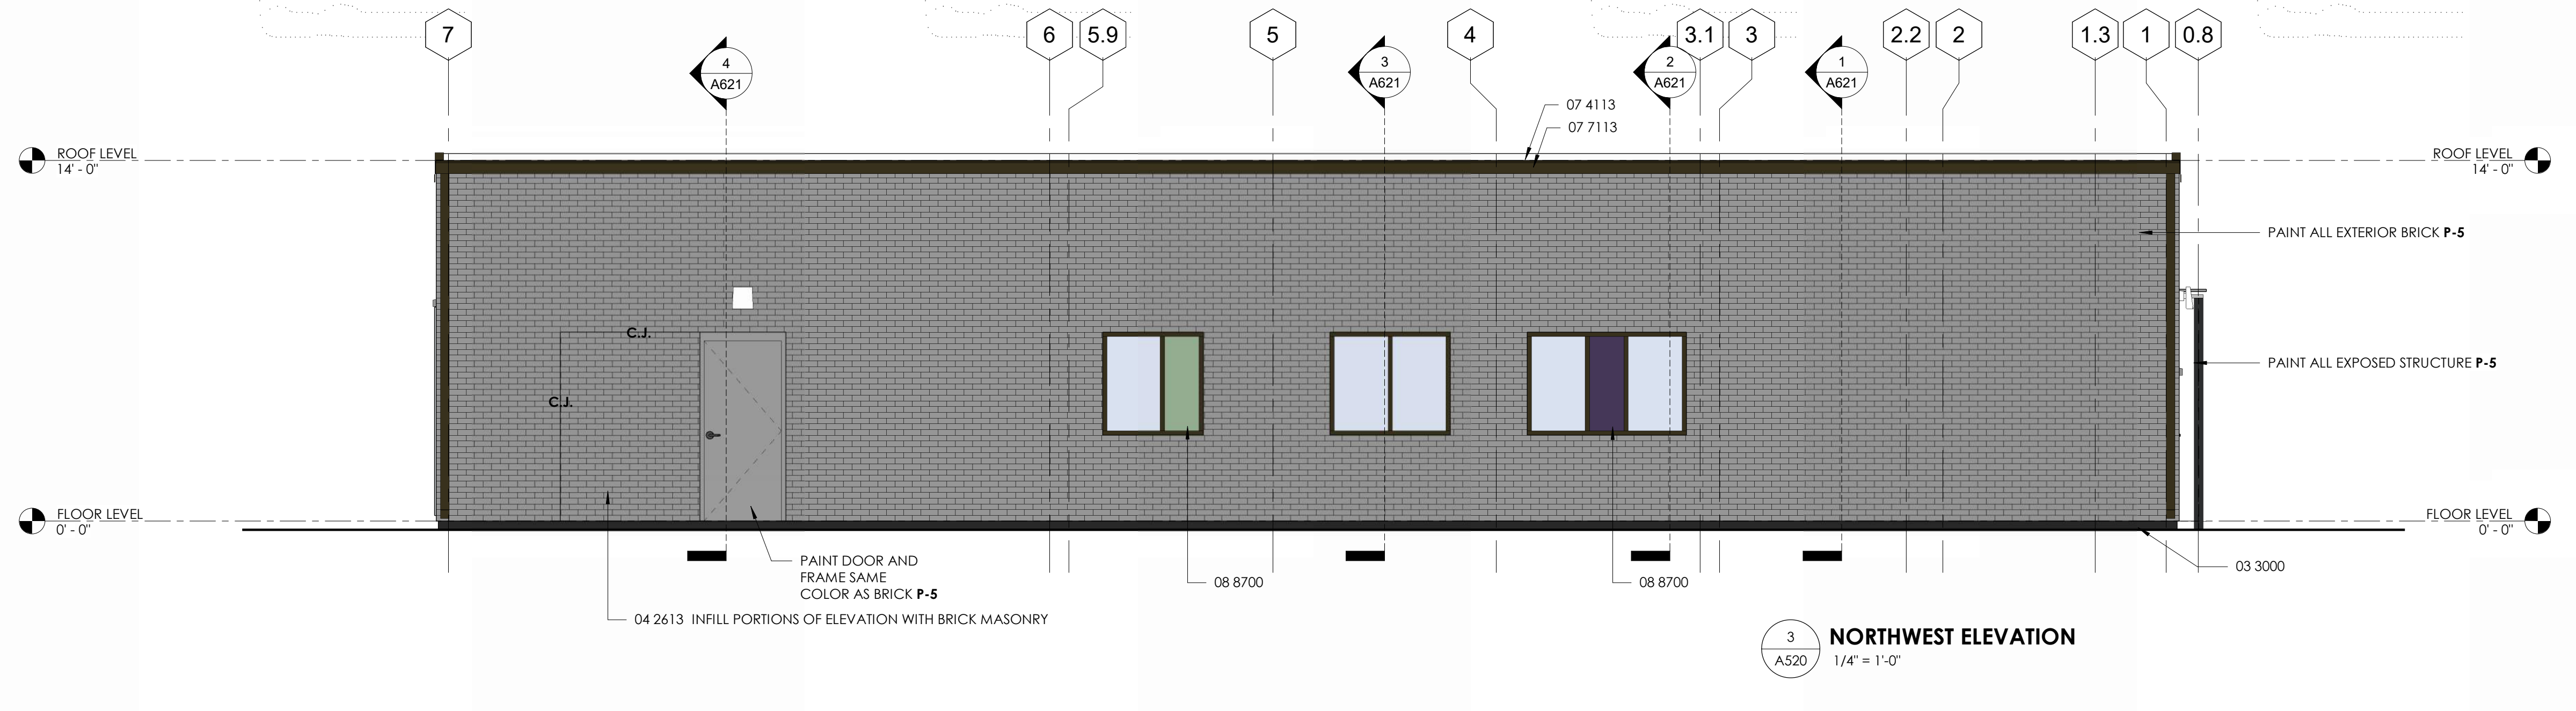 7
6
5.9
5
4
3.1
3
2.2
2
1.3
1
0.8
4
A621
3
A621
2
A621
1
A621
07 4113
07 7113
ROOF LEVEL
14' - 0"
ROOF LEVEL
14' - 0"
PAINT ALL EXTERIOR BRICK P-5
C.J.
C.J.
PAINT ALL EXPOSED STRUCTURE P-5
FLOOR LEVEL
0' - 0"
FLOOR LEVEL
0' - 0"
PAINT DOOR AND
FRAME SAME
COLOR AS BRICK P-5
08 8700
08 8700
03 3000
04 2613 INFILL PORTIONS OF ELEVATION WITH BRICK MASONRY
3
A520
NORTHWEST ELEVATION
1/4" = 1'-0"